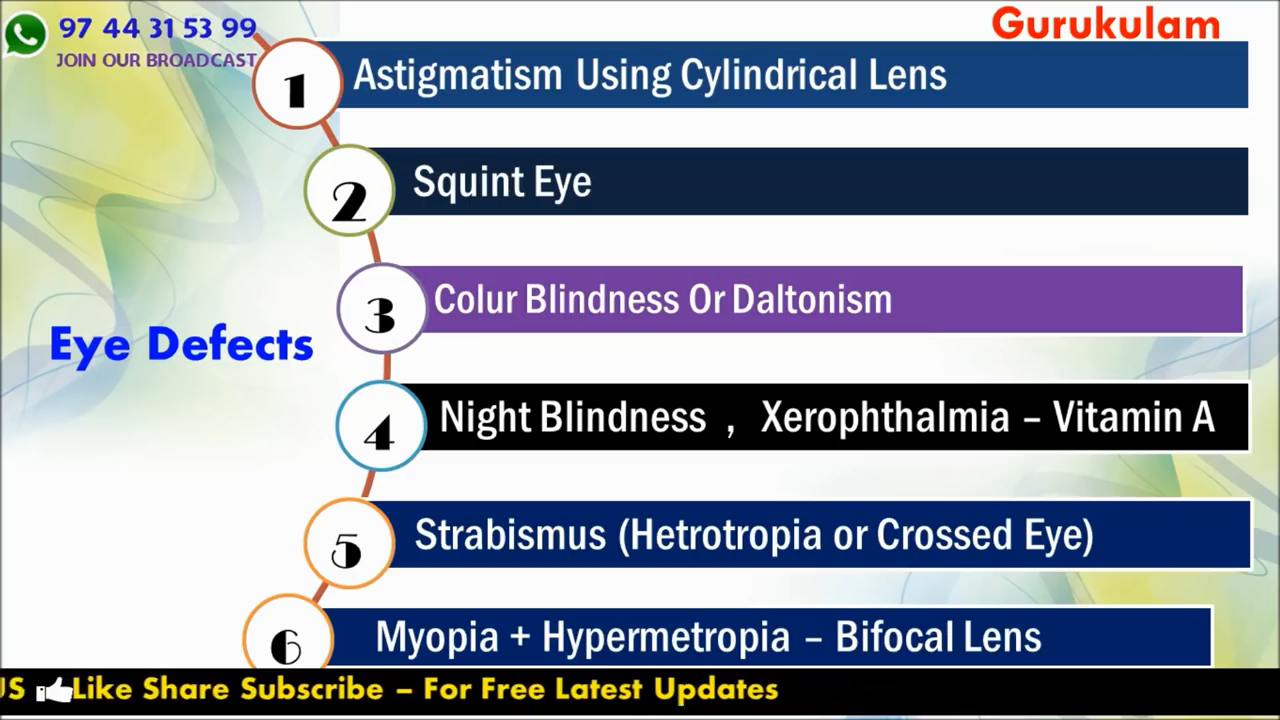 97 44 31 53 99
JOIN OUR BROADCAST
Gurukulam
1 Astigmatism Using Cylindrical Lens
2 Squint Eye
3 Colur Blindness Or Daltonism
Eye Defects
4 Night Blindness , Xerophthalmia – Vitamin A
5 Strabismus (Hetrotropia or Crossed Eye)
6 Myopia + Hypermetropia – Bifocal Lens
US Like Share Subscribe – For Free Latest Updates